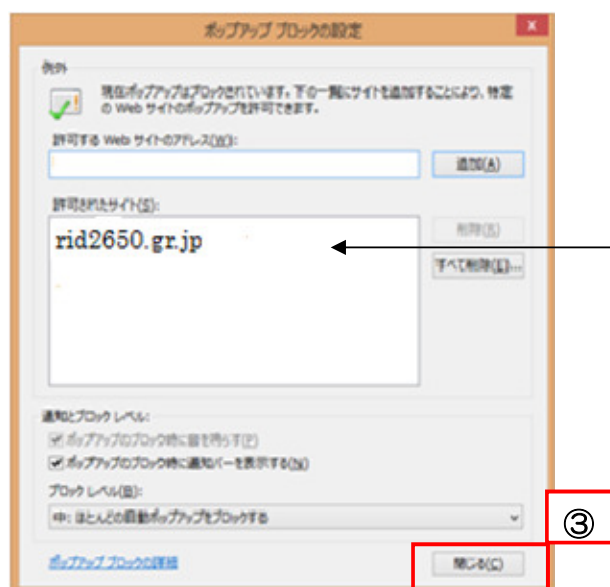 ポップアップ ブロックの設定
例外
現在ポップアップはブロックされています。下の一覧にサイトを追加することにより、特定
の Web サイトのポップアップを許可できます。
許可する Web サイトのアドレス(W):
追加(A)
許可されたサイト(S):
rid2650.gr.jp
削除(R)
すべて削除(E)...
通知とブロック レベル:
ポップアップのブロック時に音を鳴らす(P)
ポップアップのブロック時に通知バーを表示する(N)
ブロック レベル(B):
中: ほとんどの自動ポップアップをブロックする
③
ポップアップ ブロックの詳細
閉じる(C)